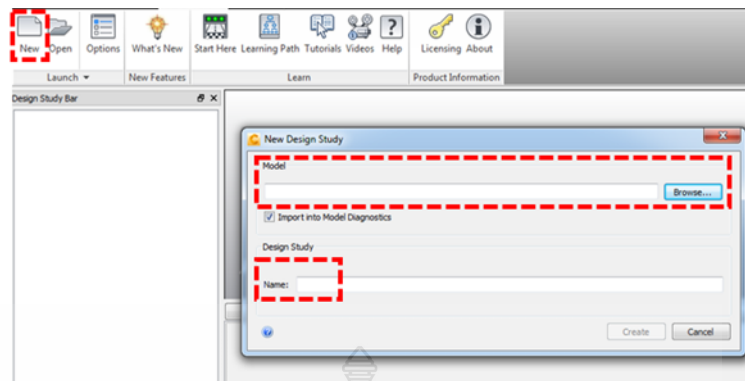 New Open Options What's New Start Here Learning Path Tutorials Videos Help Licensing About
Launch New Features Learn Product Information
Design Study Bar
New Design Study
Model
Browse...
Import into Model Diagnostics
Design Study
Name:
Create Cancel